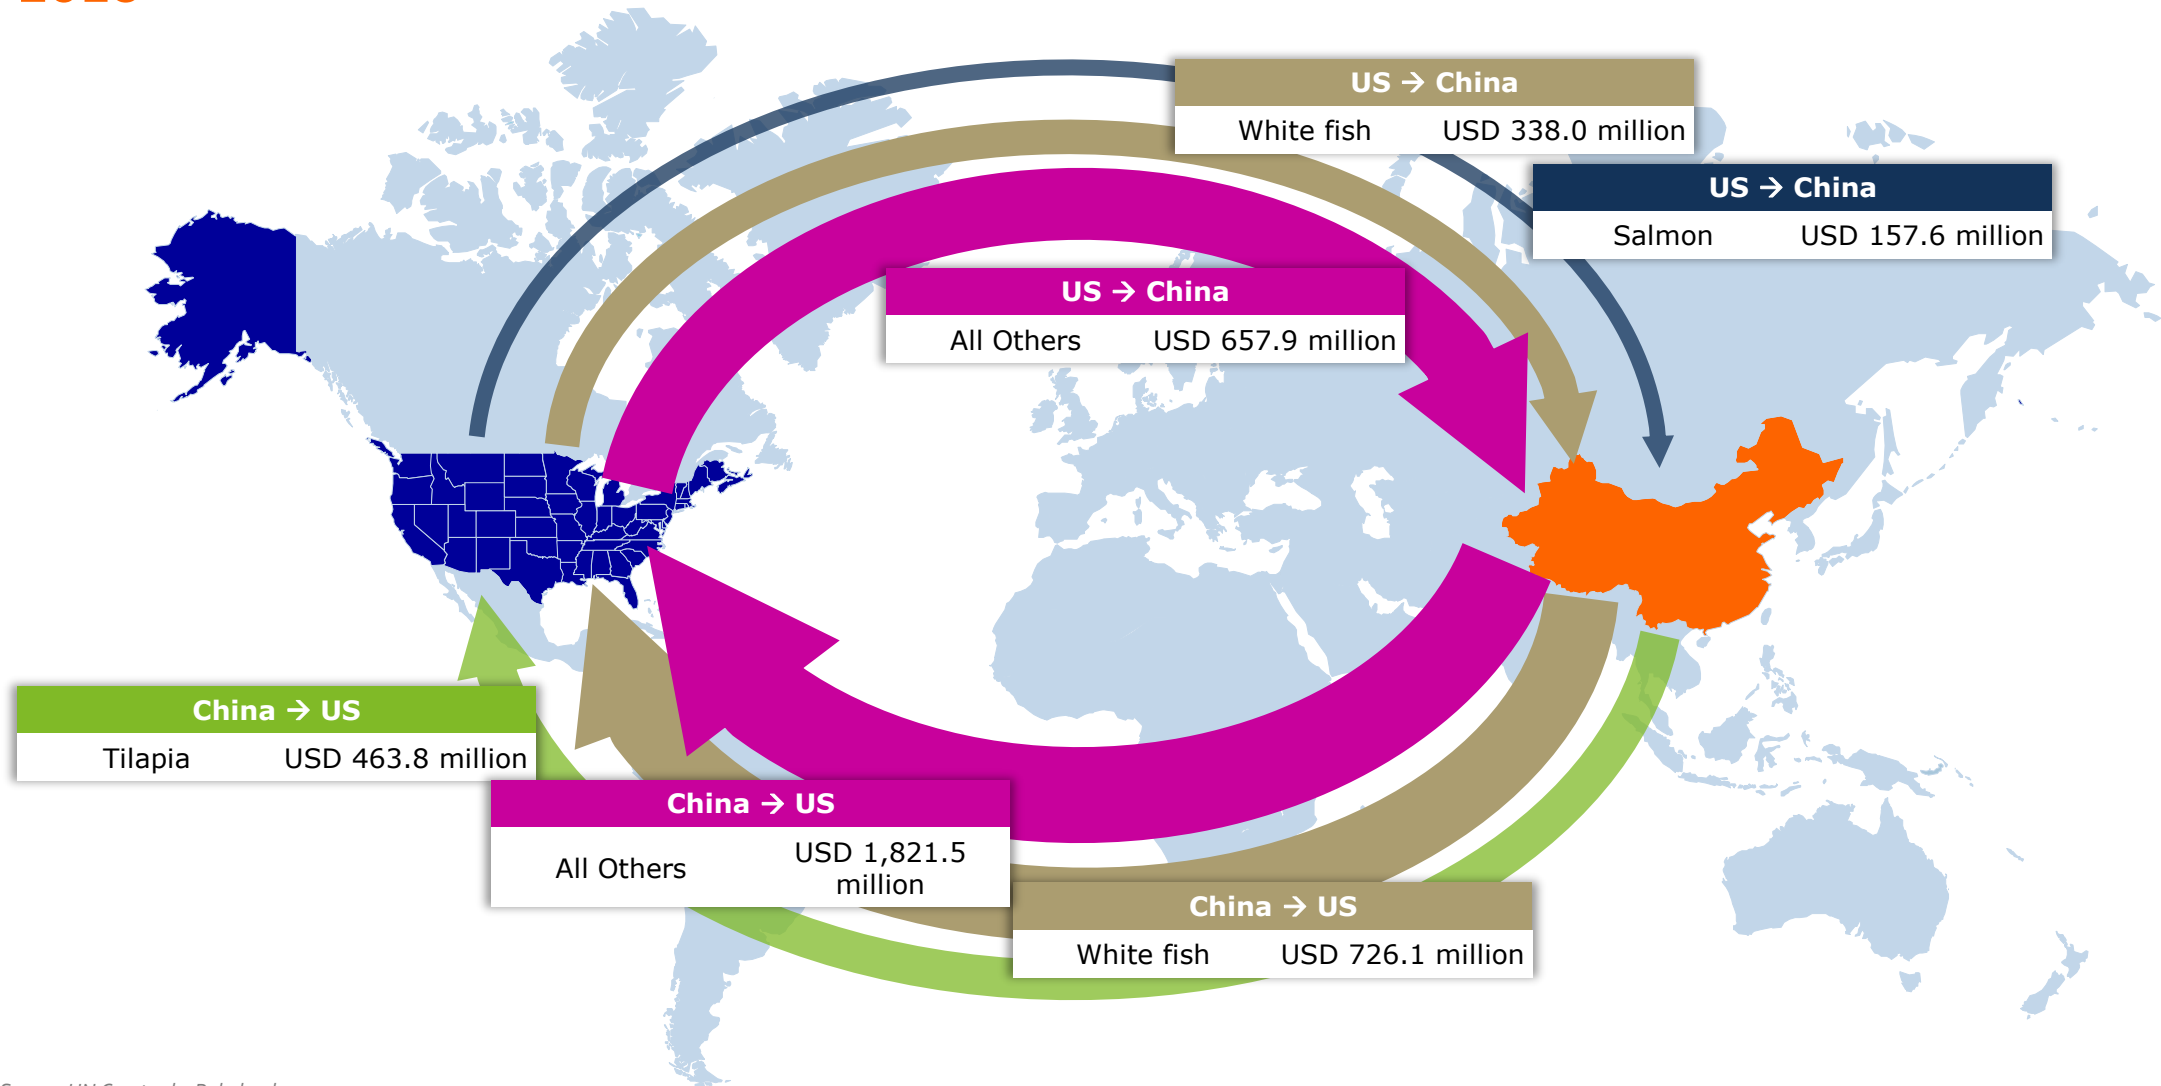 US → China
White fish USD 338.0 million
US → China
Salmon USD 157.6 million
US → China
All Others USD 657.9 million
China → US
Tilapia USD 463.8 million
China → US
All Others USD 1,821.5
million
China → US
White fish USD 726.1 million